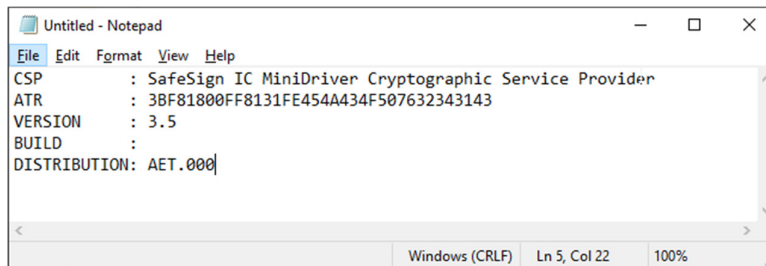 Untitled - Notepad
File Edit Format View Help
CSP : SafeSign IC MiniDriver Cryptographic Service Provider
ATR : 3BF81800FF8131FE454A434F507632343143
VERSION : 3.5
BUILD :
DISTRIBUTION: AET.000
Windows (CRLF) Ln 5, Col 22 100%